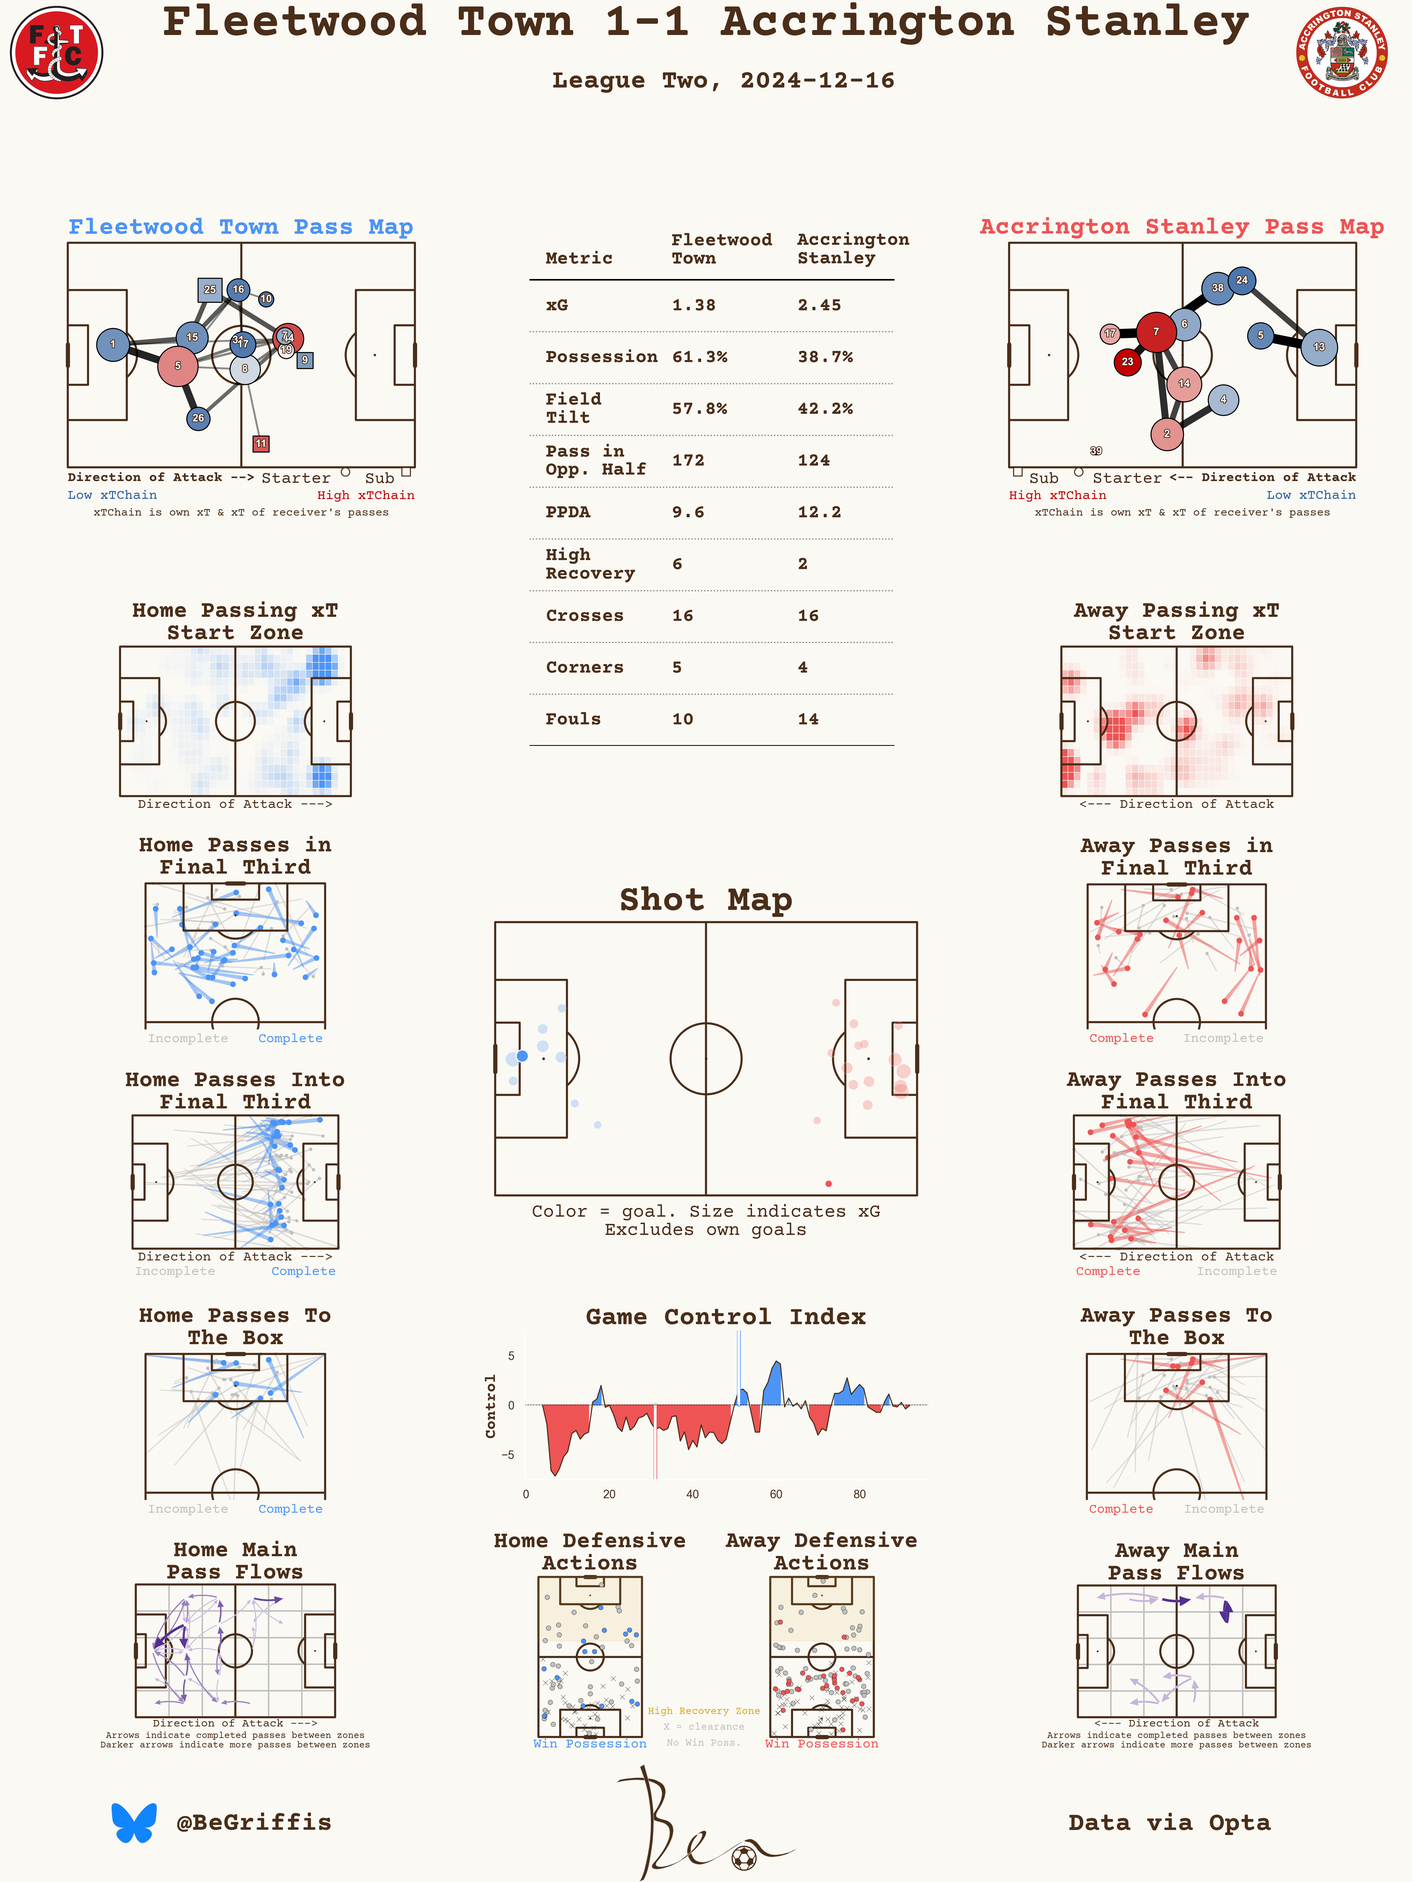 Fleetwood Town 1-1 Accrington Stanley
League Two, 2024-12-16
F T
F C
ACCRINGTON STANLEY
FOOTBALL CLUB
Fleetwood Town Pass Map
25
16
10
1
15
17
7
19
9
5
8
26
11
Direction of Attack --> Starter Sub
Low xTChain High xTChain
xTChain is own xT & xT of receiver's passes
Metric Fleetwood Town Accrington Stanley
xG 1.38 2.45
Possession 61.3% 38.7%
Field Tilt 57.8% 42.2%
Pass in Opp. Half 172 124
PPDA 9.6 12.2
High Recovery 6 2
Crosses 16 16
Corners 5 4
Fouls 10 14
Accrington Stanley Pass Map
38
24
17
7
6
5
13
23
14
4
2
39
Sub Starter <-- Direction of Attack
High xTChain Low xTChain
xTChain is own xT & xT of receiver's passes
Home Passing xT
Start Zone
Direction of Attack --->
Away Passing xT
Start Zone
<--- Direction of Attack
Home Passes in
Final Third
Incomplete Complete
Away Passes in
Final Third
Complete Incomplete
Shot Map
Color = goal. Size indicates xG
Excludes own goals
Home Passes Into
Final Third
Direction of Attack --->
Incomplete Complete
Away Passes Into
Final Third
<--- Direction of Attack
Complete Incomplete
Home Passes To
The Box
Incomplete Complete
Game Control Index
Control
5
0
−5
0 20 40 60 80
Away Passes To
The Box
Complete Incomplete
Home Main
Pass Flows
Direction of Attack --->
Arrows indicate completed passes between zones
Darker arrows indicate more passes between zones
Home Defensive
Actions
Win Possession
Away Defensive
Actions
Win Possession
High Recovery Zone
X = clearance
No Win Poss.
Away Main
Pass Flows
<--- Direction of Attack
Arrows indicate completed passes between zones
Darker arrows indicate more passes between zones
@BeGriffis
Ben
Data via Opta